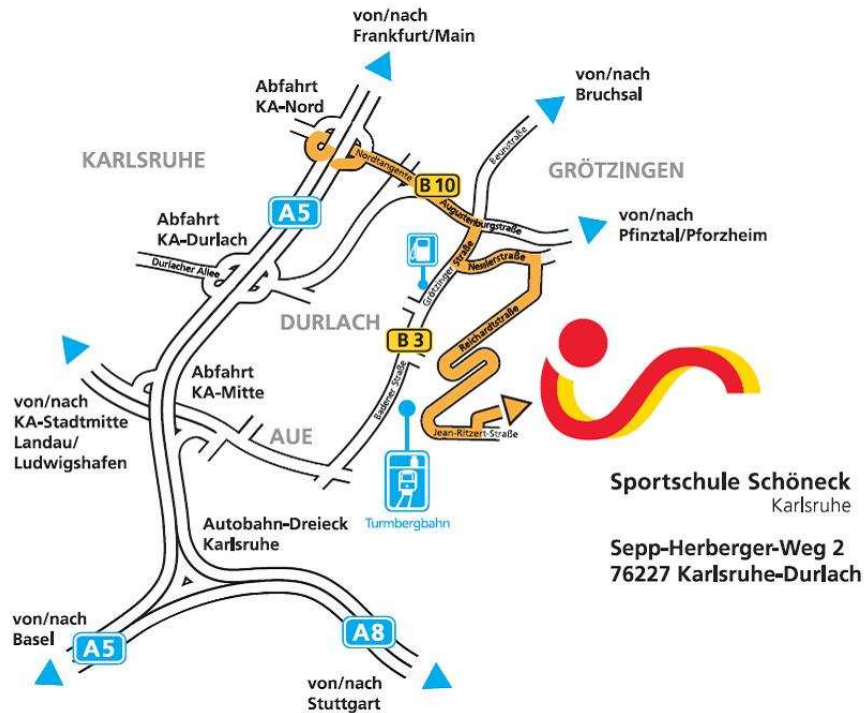 von/nach
Frankfurt/Main
Abfahrt
KA-Nord
von/nach
Bruchsal
KARLSRUHE
Nordtangente
Beunstraße
GRÖTZINGEN
B 10
A5
Augustenburgstraße
von/nach
Pfinztal/Pforzheim
Abfahrt
KA-Durlach
Durlacher Allee
Grötzinger Straße
Nesslerstraße
DURLACH
B 3
Reichardtstraße
Abfahrt
KA-Mitte
Badener Straße
von/nach
KA-Stadtmitte
Landau/
Ludwigshafen
AUE
Jean-Ritzert-Straße
Turmbergbahn
Sportschule Schöneck
Karlsruhe
Sepp-Herberger-Weg 2
76227 Karlsruhe-Durlach
Autobahn-Dreieck
Karlsruhe
von/nach
Basel
A5
A8
von/nach
Stuttgart